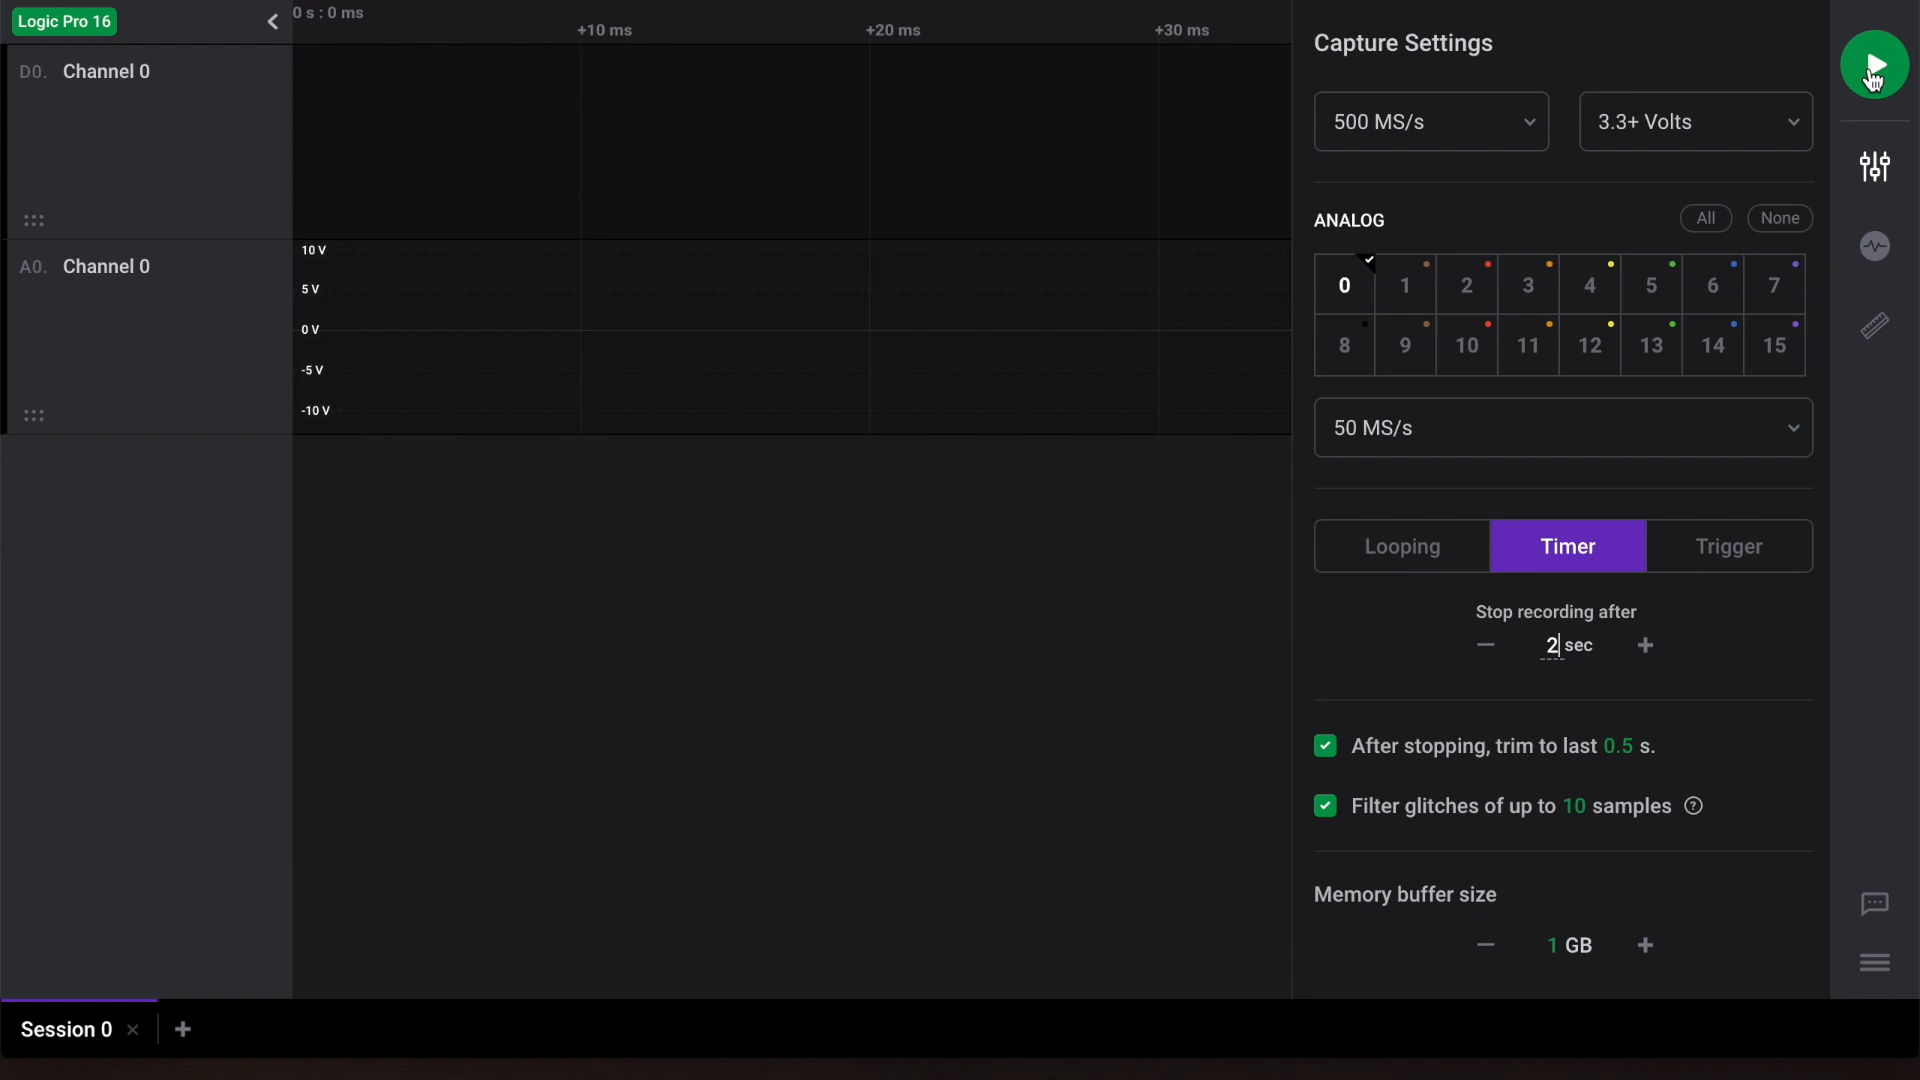 Logic Pro 16
0 s : 0 ms
+10 ms
+20 ms
+30 ms
D0. Channel 0
A0. Channel 0
10 V
5 V
0 V
-5 V
-10 V
Capture Settings
500 MS/s
3.3+ Volts
ANALOG
All
None
0 1 2 3 4 5 6 7
8 9 10 11 12 13 14 15
50 MS/s
Looping
Timer
Trigger
Stop recording after
2 sec
After stopping, trim to last 0.5 s.
Filter glitches of up to 10 samples
Memory buffer size
1 GB
Session 0